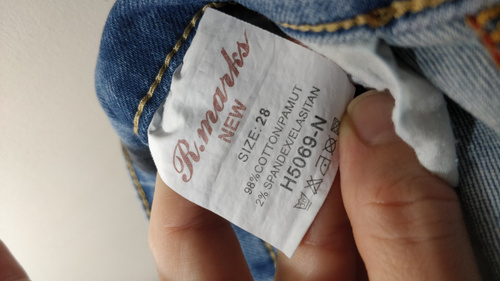 R.marks
NEW
SIZE: 28
98%COTTON/PAMUT
2% SPANDEX/ELASITAN
H5069-N